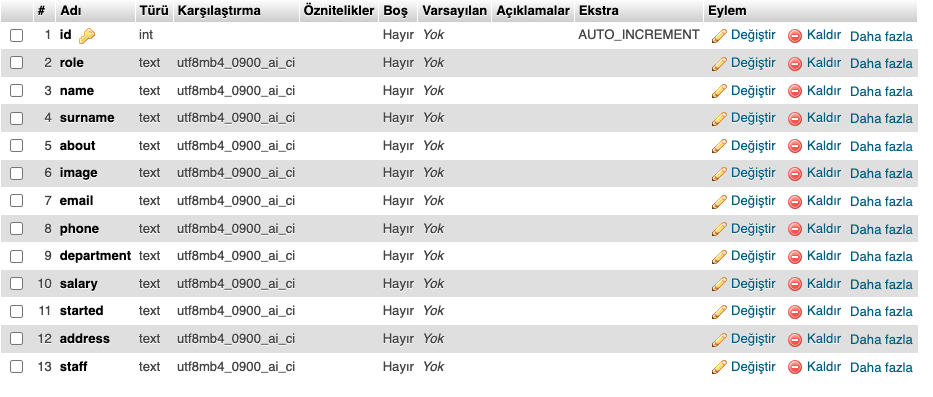 # Adı Türü Karşılaştırma Öznitelikler Boş Varsayılan Açıklamalar Ekstra Eylem
1 id int Hayır Yok AUTO_INCREMENT Değiştir Kaldır Daha fazla
2 role text utf8mb4_0900_ai_ci Hayır Yok Değiştir Kaldır Daha fazla
3 name text utf8mb4_0900_ai_ci Hayır Yok Değiştir Kaldır Daha fazla
4 surname text utf8mb4_0900_ai_ci Hayır Yok Değiştir Kaldır Daha fazla
5 about text utf8mb4_0900_ai_ci Hayır Yok Değiştir Kaldır Daha fazla
6 image text utf8mb4_0900_ai_ci Hayır Yok Değiştir Kaldır Daha fazla
7 email text utf8mb4_0900_ai_ci Hayır Yok Değiştir Kaldır Daha fazla
8 phone text utf8mb4_0900_ai_ci Hayır Yok Değiştir Kaldır Daha fazla
9 department text utf8mb4_0900_ai_ci Hayır Yok Değiştir Kaldır Daha fazla
10 salary text utf8mb4_0900_ai_ci Hayır Yok Değiştir Kaldır Daha fazla
11 started text utf8mb4_0900_ai_ci Hayır Yok Değiştir Kaldır Daha fazla
12 address text utf8mb4_0900_ai_ci Hayır Yok Değiştir Kaldır Daha fazla
13 staff text utf8mb4_0900_ai_ci Hayır Yok Değiştir Kaldır Daha fazla